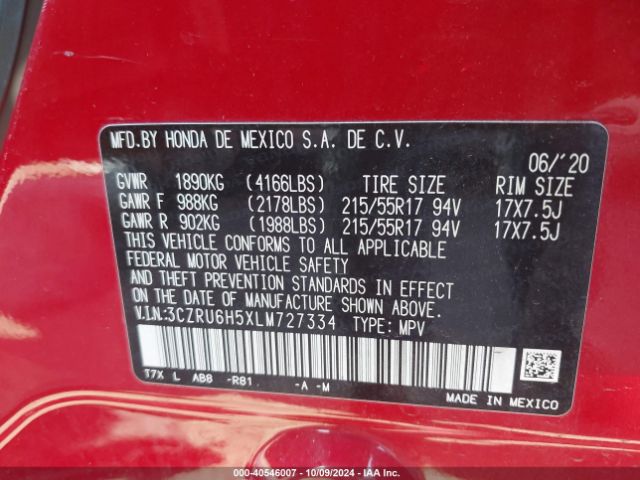 MFD.BY HONDA DE MEXICO S.A. DE C.V.
06/'20
GVWR 1890KG (4166LBS) TIRE SIZE RIM SIZE
GAWR F 988KG (2178LBS) 215/55R17 94V 17X7.5J
GAWR R 902KG (1988LBS) 215/55R17 94V 17X7.5J
THIS VEHICLE CONFORMS TO ALL APPLICABLE
FEDERAL MOTOR VEHICLE SAFETY
AND THEFT PREVENTION STANDARDS IN EFFECT
ON THE DATE OF MANUFACTURE SHOWN ABOVE.
V.I.N.:3CZRU6H5XLM727334 TYPE: MPV
T7X L AB8 -R81 -A -M
MADE IN MEXICO
000-40546007 - 10/09/2024 - IAA Inc.